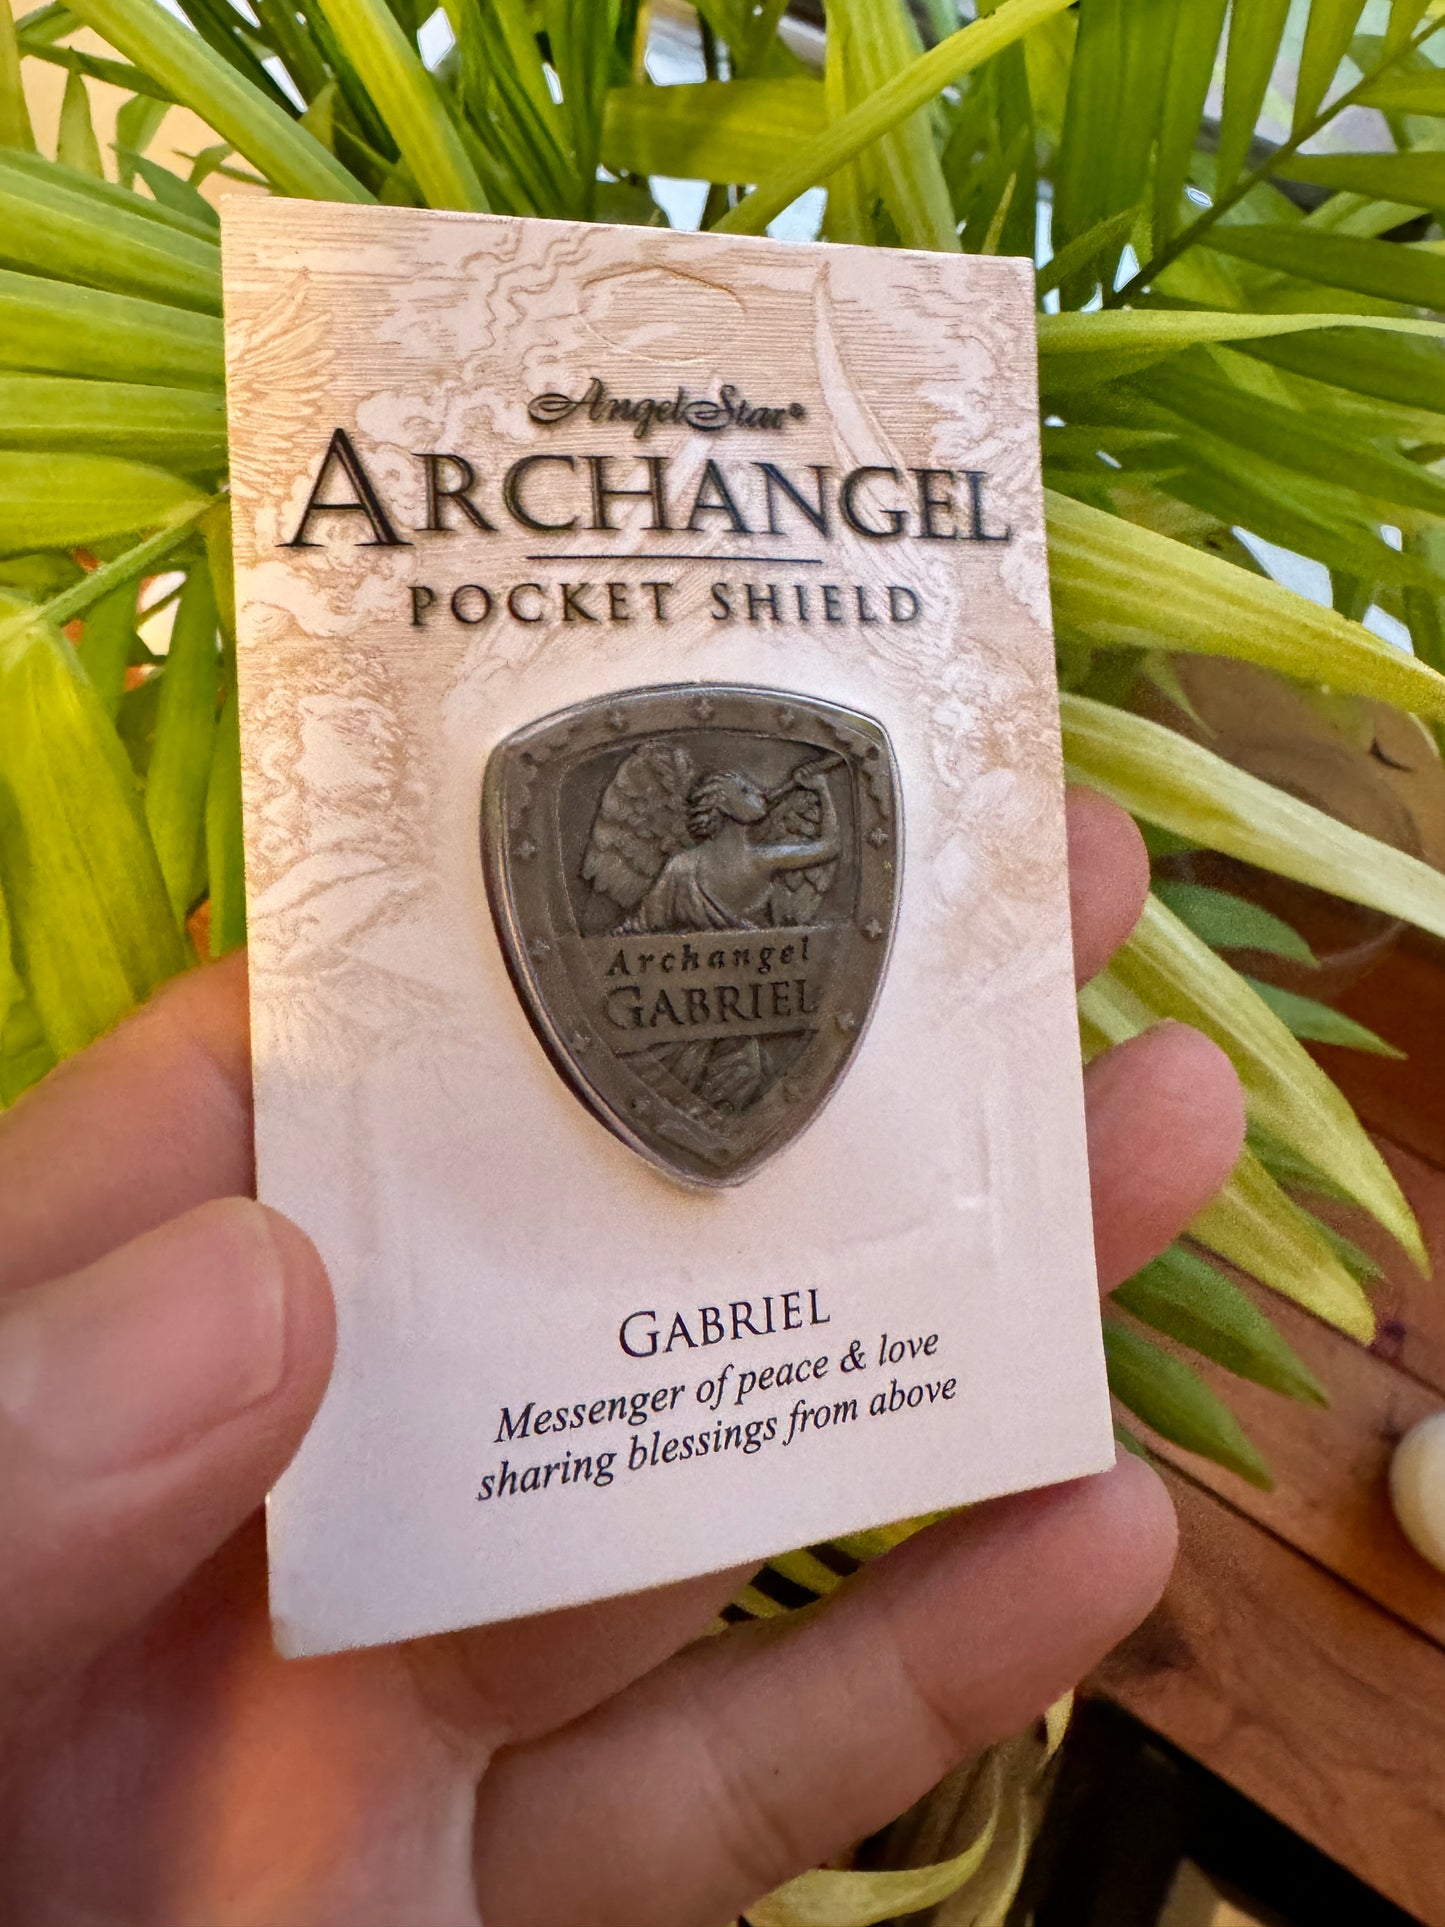 AngelStar®
ARCHANGEL
POCKET SHIELD
Archangel
GABRIEL
GABRIEL
Messenger of peace & love
sharing blessings from above